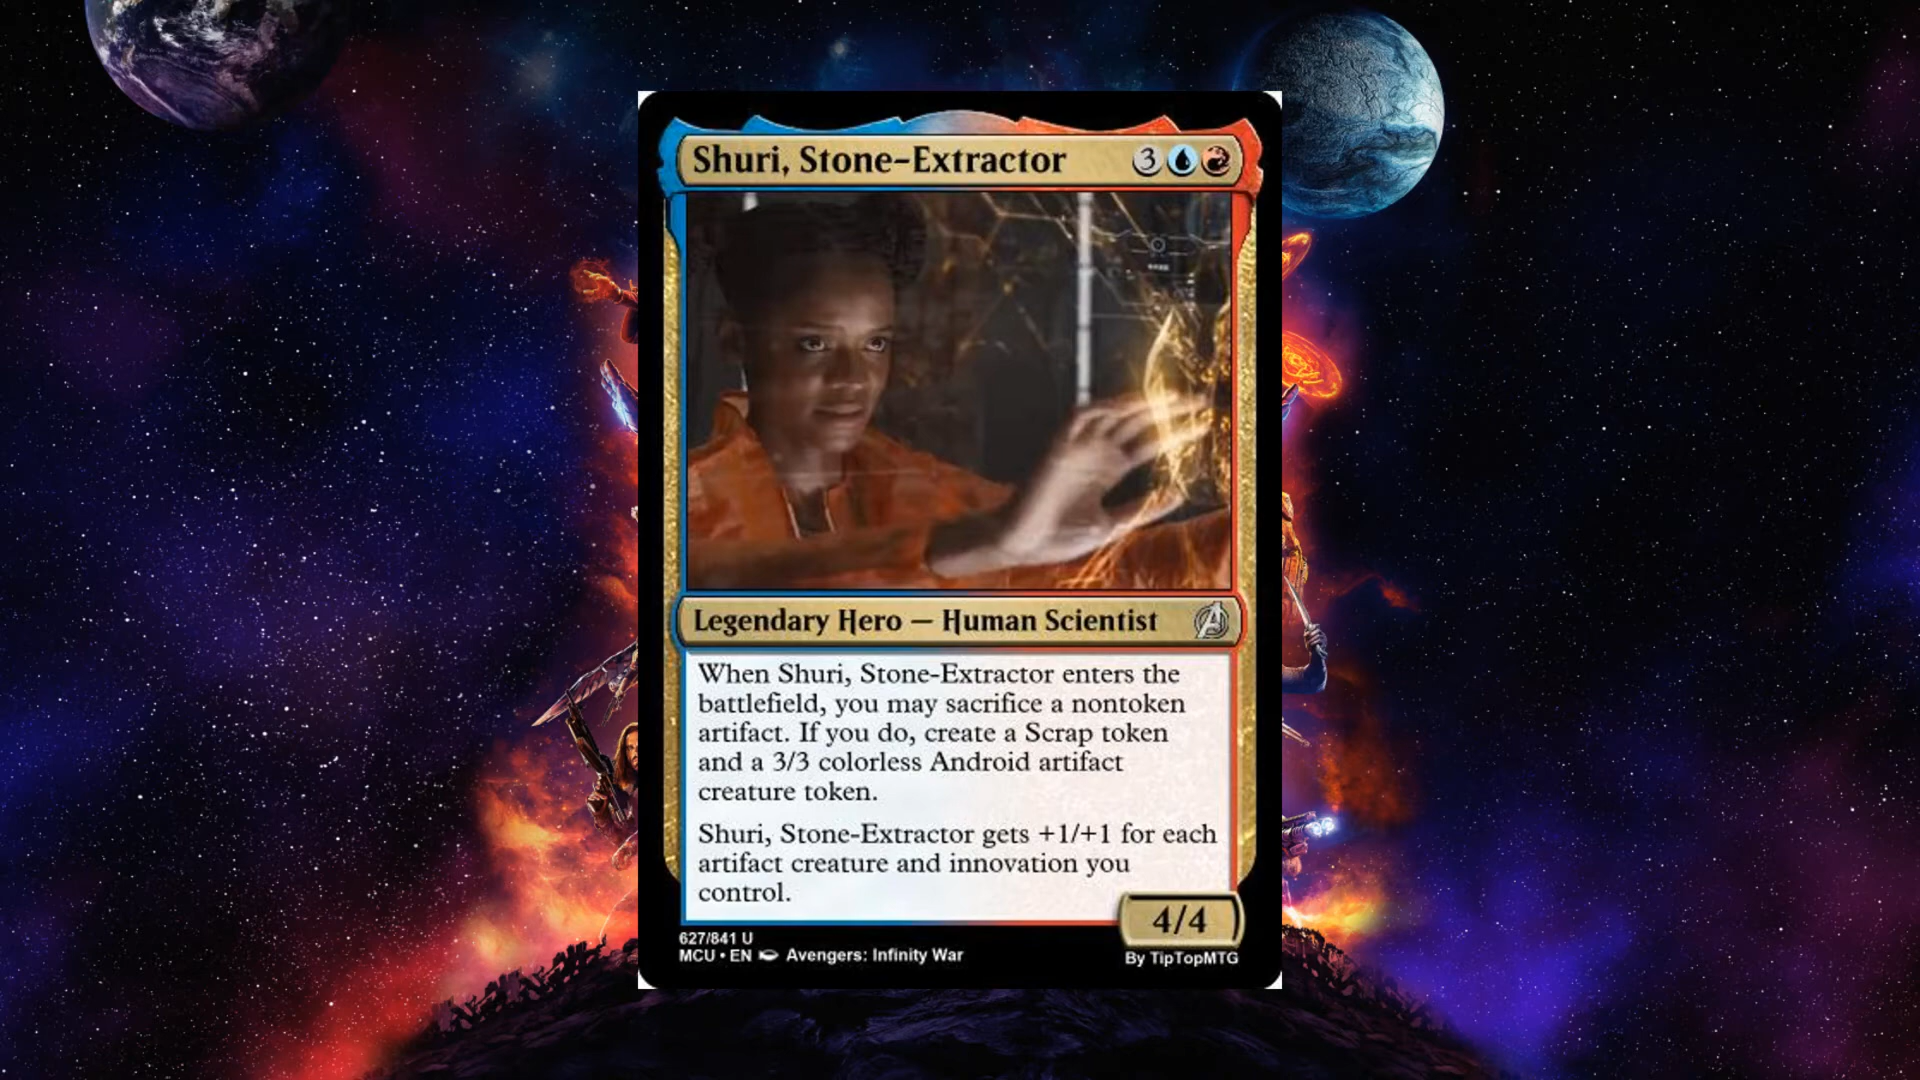 Shuri, Stone-Extractor 3
Legendary Hero — Human Scientist
When Shuri, Stone-Extractor enters the
battlefield, you may sacrifice a nontoken
artifact. If you do, create a Scrap token
and a 3/3 colorless Android artifact
creature token.
Shuri, Stone-Extractor gets +1/+1 for each
artifact creature and innovation you
control.
4/4
627/841 U
MCU • EN Avengers: Infinity War
By TipTopMTG